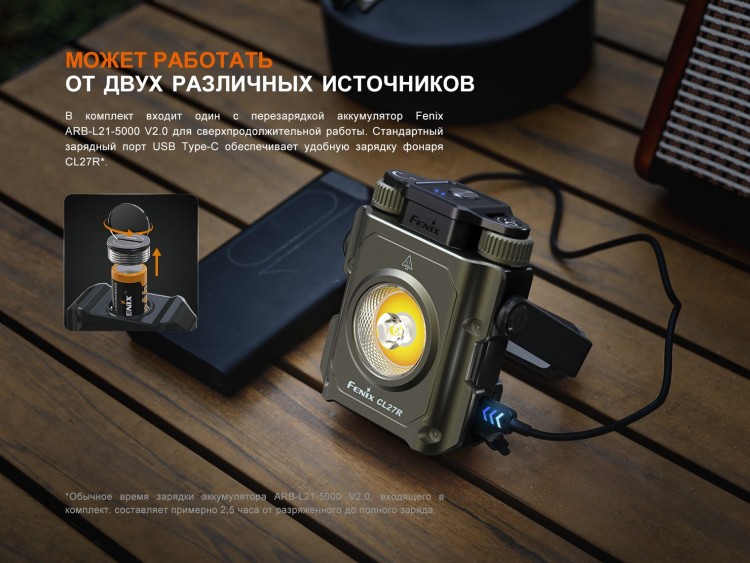 МОЖЕТ РАБОТАТЬ
ОТ ДВУХ РАЗЛИЧНЫХ ИСТОЧНИКОВ
В комплект входит один с перезарядкой аккумулятор Fenix
ARB-L21-5000 V2.0 для сверхпродолжительной работы. Стандартный
зарядный порт USB Type-C обеспечивает удобную зарядку фонаря
CL27R*.
FENIX
FENIX
FENIX CL27R
*Обычное время зарядки аккумулятора ARB-L21-5000 V2.0, входящего в
комплект, составляет примерно 2,5 часа от разряженного до полного заряда.